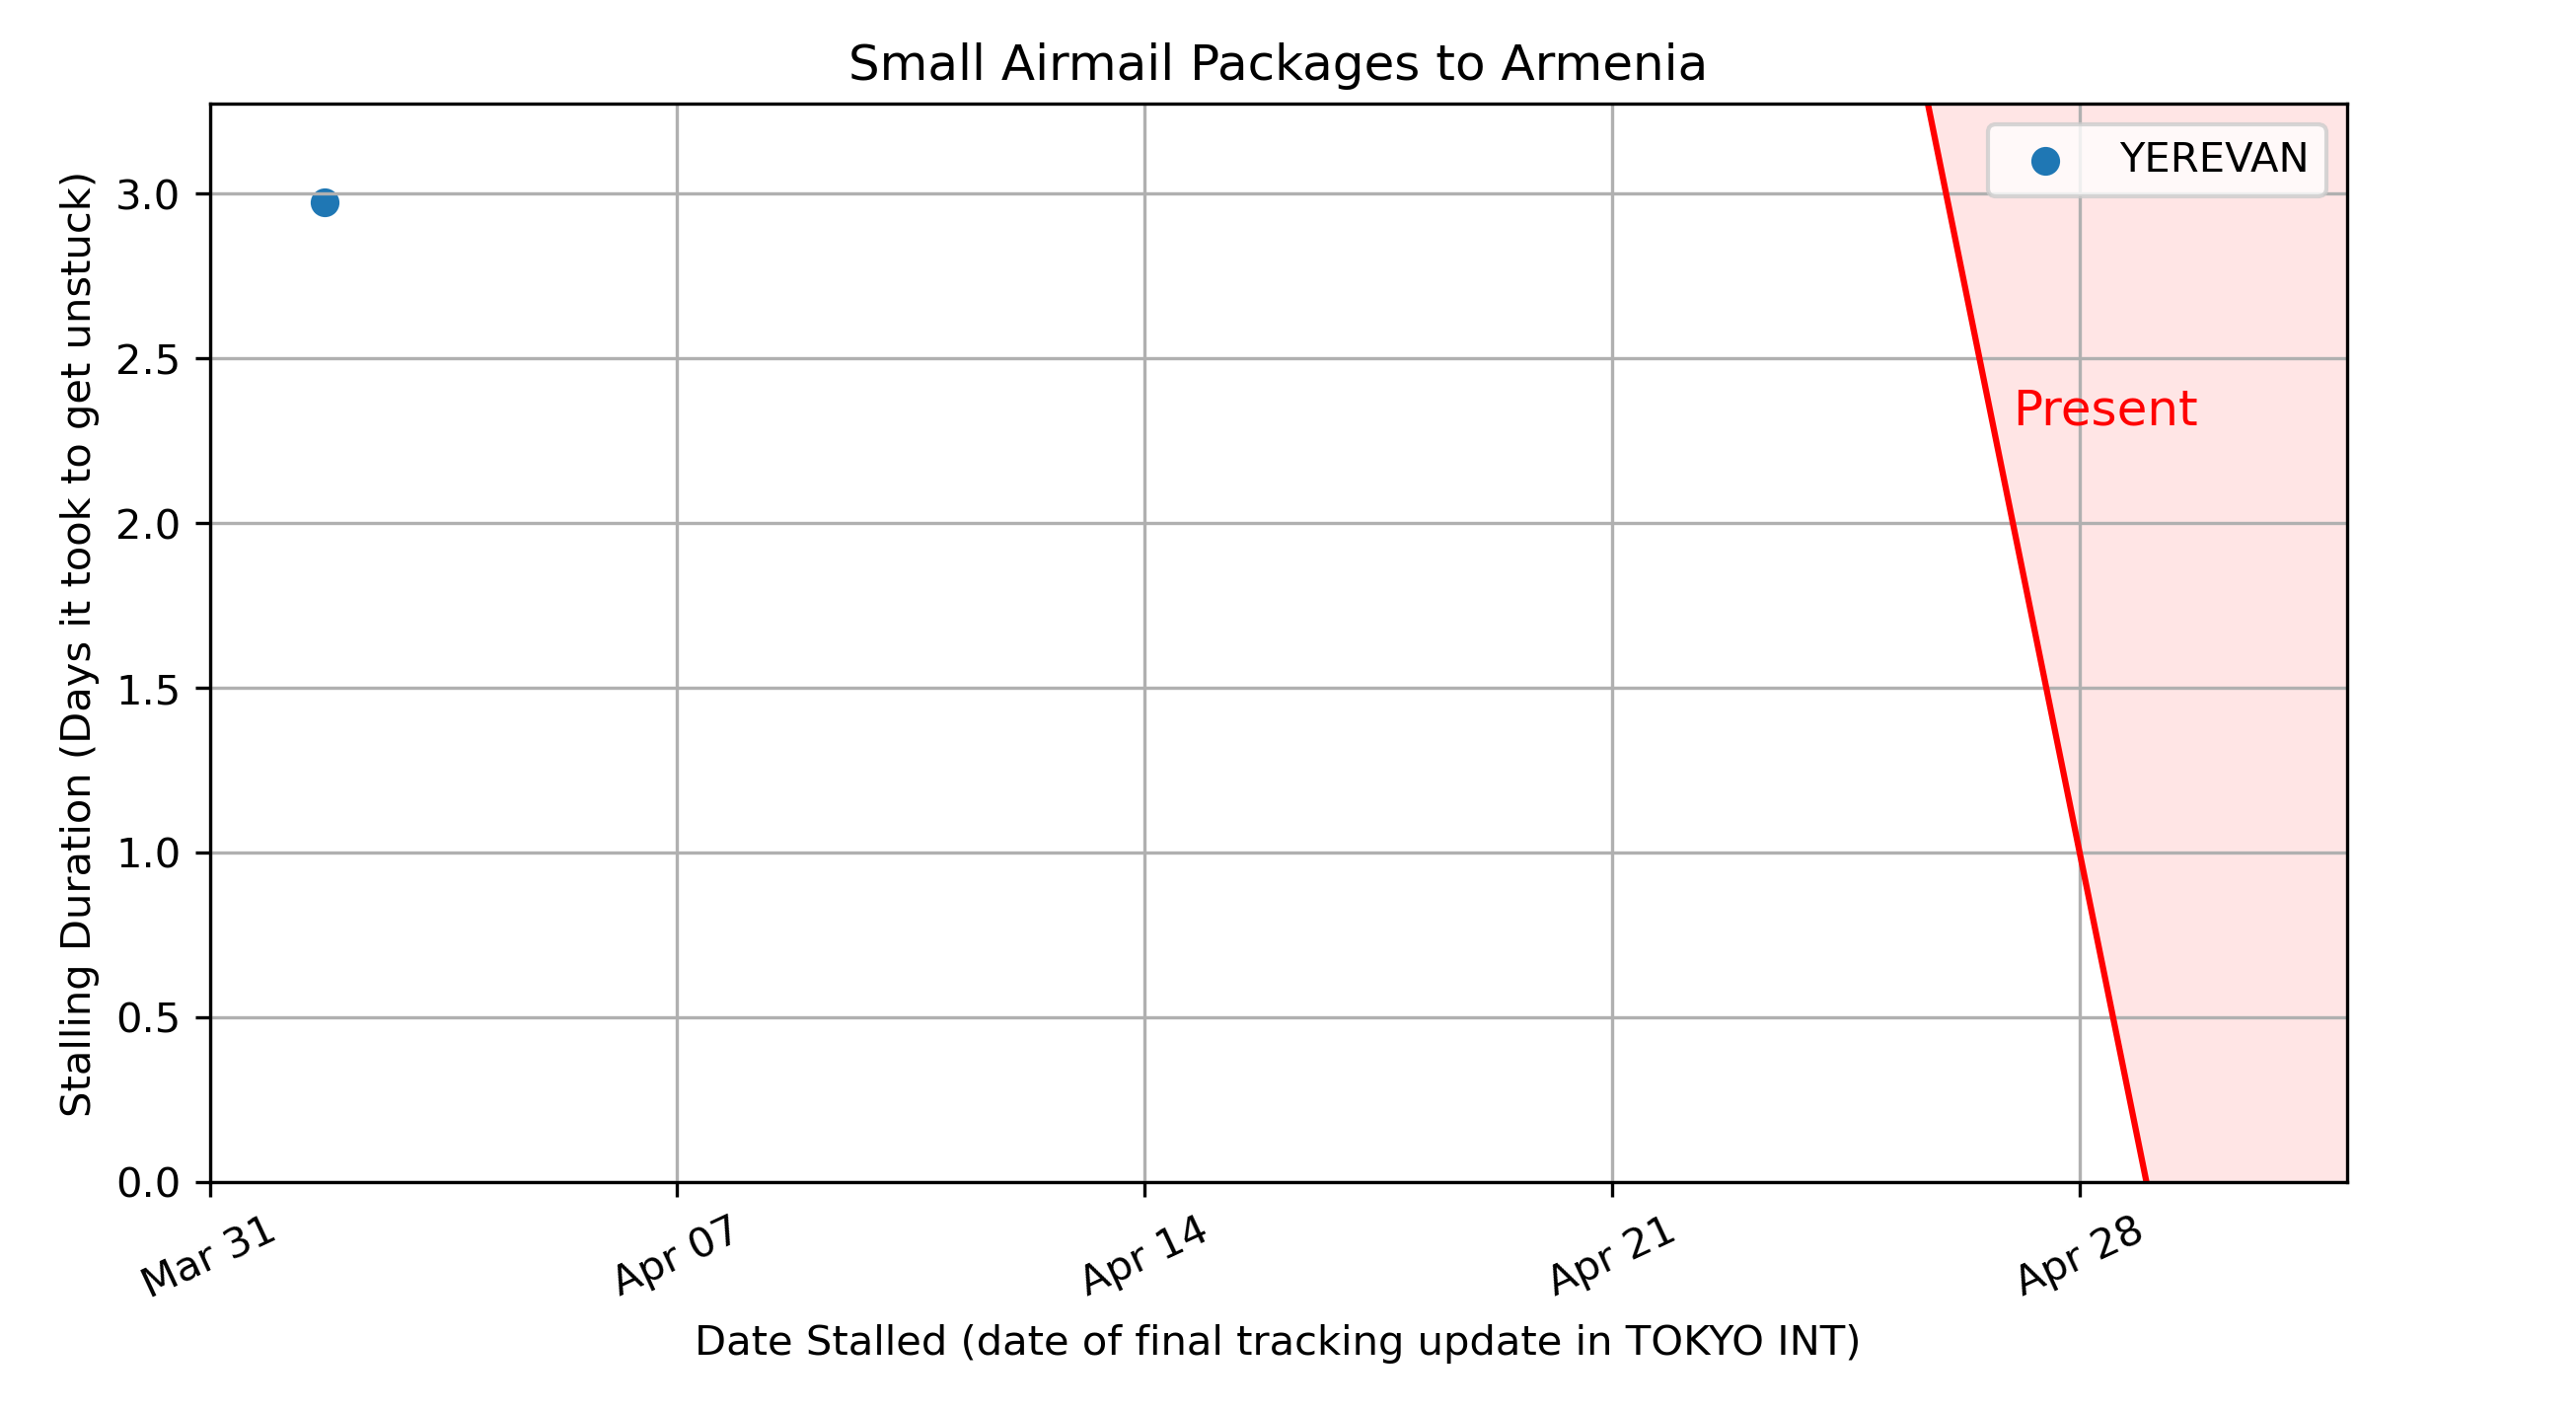 Small Airmail Packages to Armenia
YEREVAN
Present
Stalling Duration (Days it took to get unstuck)
3.0
2.5
2.0
1.5
1.0
0.5
0.0
Mar 31
Apr 07
Apr 14
Apr 21
Apr 28
Date Stalled (date of final tracking update in TOKYO INT)